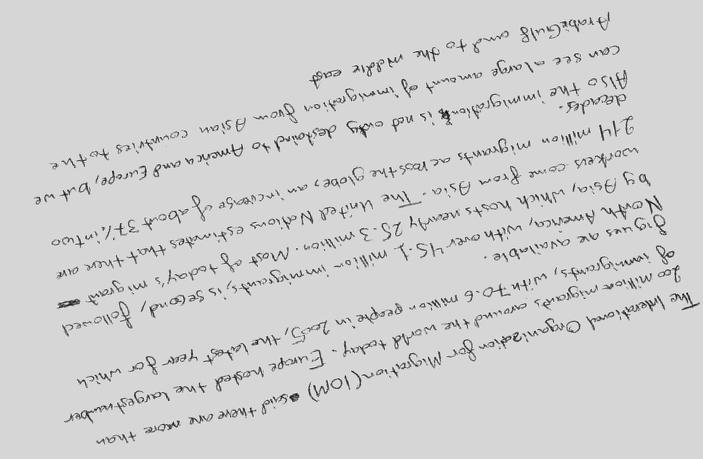 The Interational Organization for Migration (IOM) said there are more than
200 million migrants around the world today. Europe hosted the largest number
of immigrants, with 70.6 million people in 2005, the latest year for which
figures are available.
North America, with over 45.1 million immigrants, is second, followed
by Asia, which hosts nearly 25.3 million. Most of today's migrant
workers come from Asia. The United Nations estimates that there are
214 million migrants across the globe, an increase of about 37% in two
decades.
Also the immigration is not only destaind to America and Europe, but we
can see a large amount of immigration from Asian countries to the
ArabicGulf and to the middle east